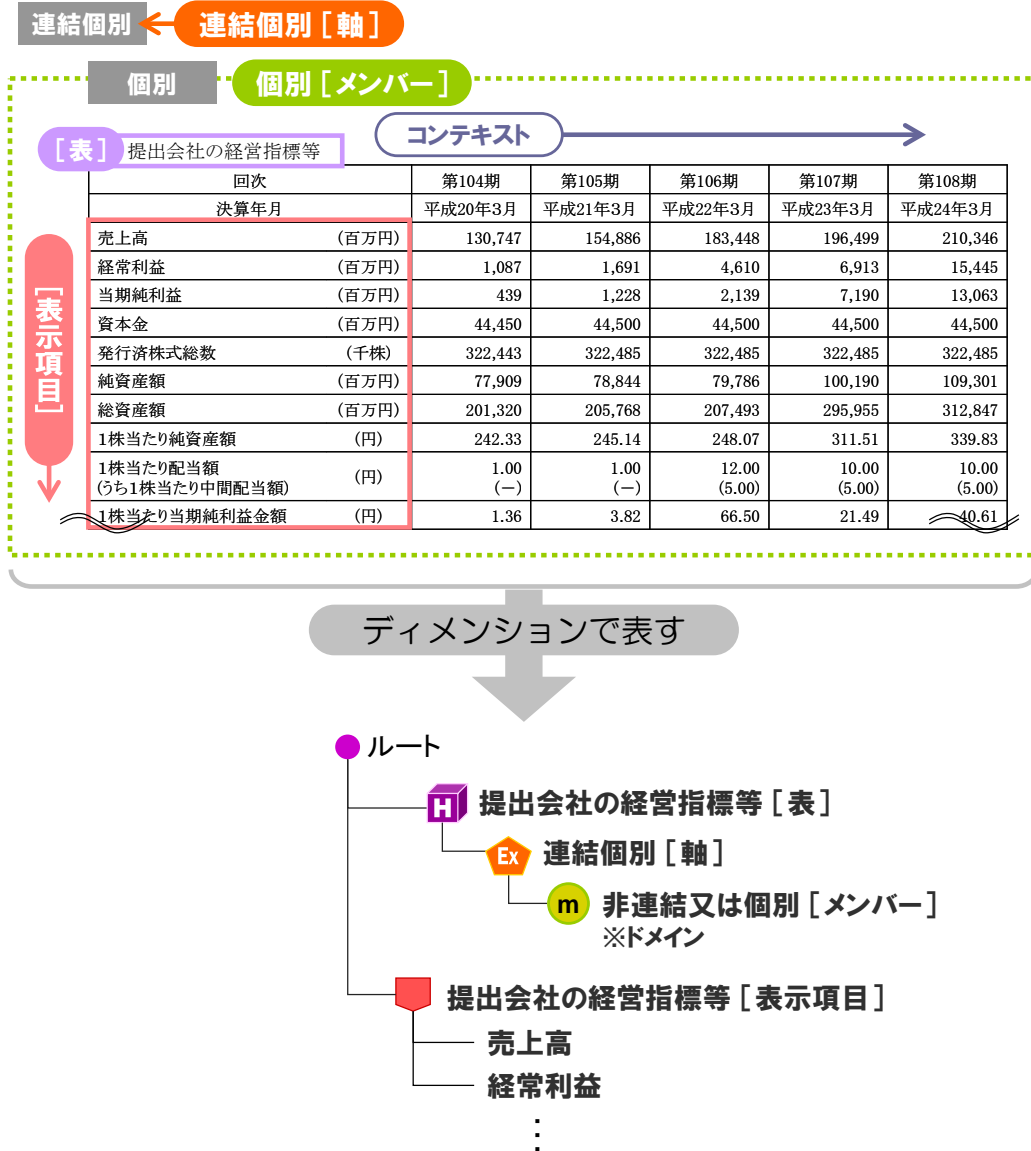 連結個別 連結個別［軸］
個別 個別［メンバー］
コンテキスト
［表］ 提出会社の経営指標等
回次 第104期 第105期 第106期 第107期 第108期
決算年月 平成20年3月 平成21年3月 平成22年3月 平成23年3月 平成24年3月
［表示項目］
売上高 (百万円) 130,747 154,886 183,448 196,499 210,346
経常利益 (百万円) 1,087 1,691 4,610 6,913 15,445
当期純利益 (百万円) 439 1,228 2,139 7,190 13,063
資本金 (百万円) 44,450 44,500 44,500 44,500 44,500
発行済株式総数 (千株) 322,443 322,485 322,485 322,485 322,485
純資産額 (百万円) 77,909 78,844 79,786 100,190 109,301
総資産額 (百万円) 201,320 205,768 207,493 295,955 312,847
1株当たり純資産額 (円) 242.33 245.14 248.07 311.51 339.83
1株当たり配当額 (円) 1.00 1.00 12.00 10.00 10.00
(うち1株当たり中間配当額) (－) (－) (5.00) (5.00) (5.00)
1株当たり当期純利益金額 (円) 1.36 3.82 66.50 21.49 40.61
ディメンションで表す
ルート
H 提出会社の経営指標等［表］
Ex 連結個別［軸］
m 非連結又は個別［メンバー］
※ドメイン
提出会社の経営指標等［表示項目］
売上高
経常利益
⋮